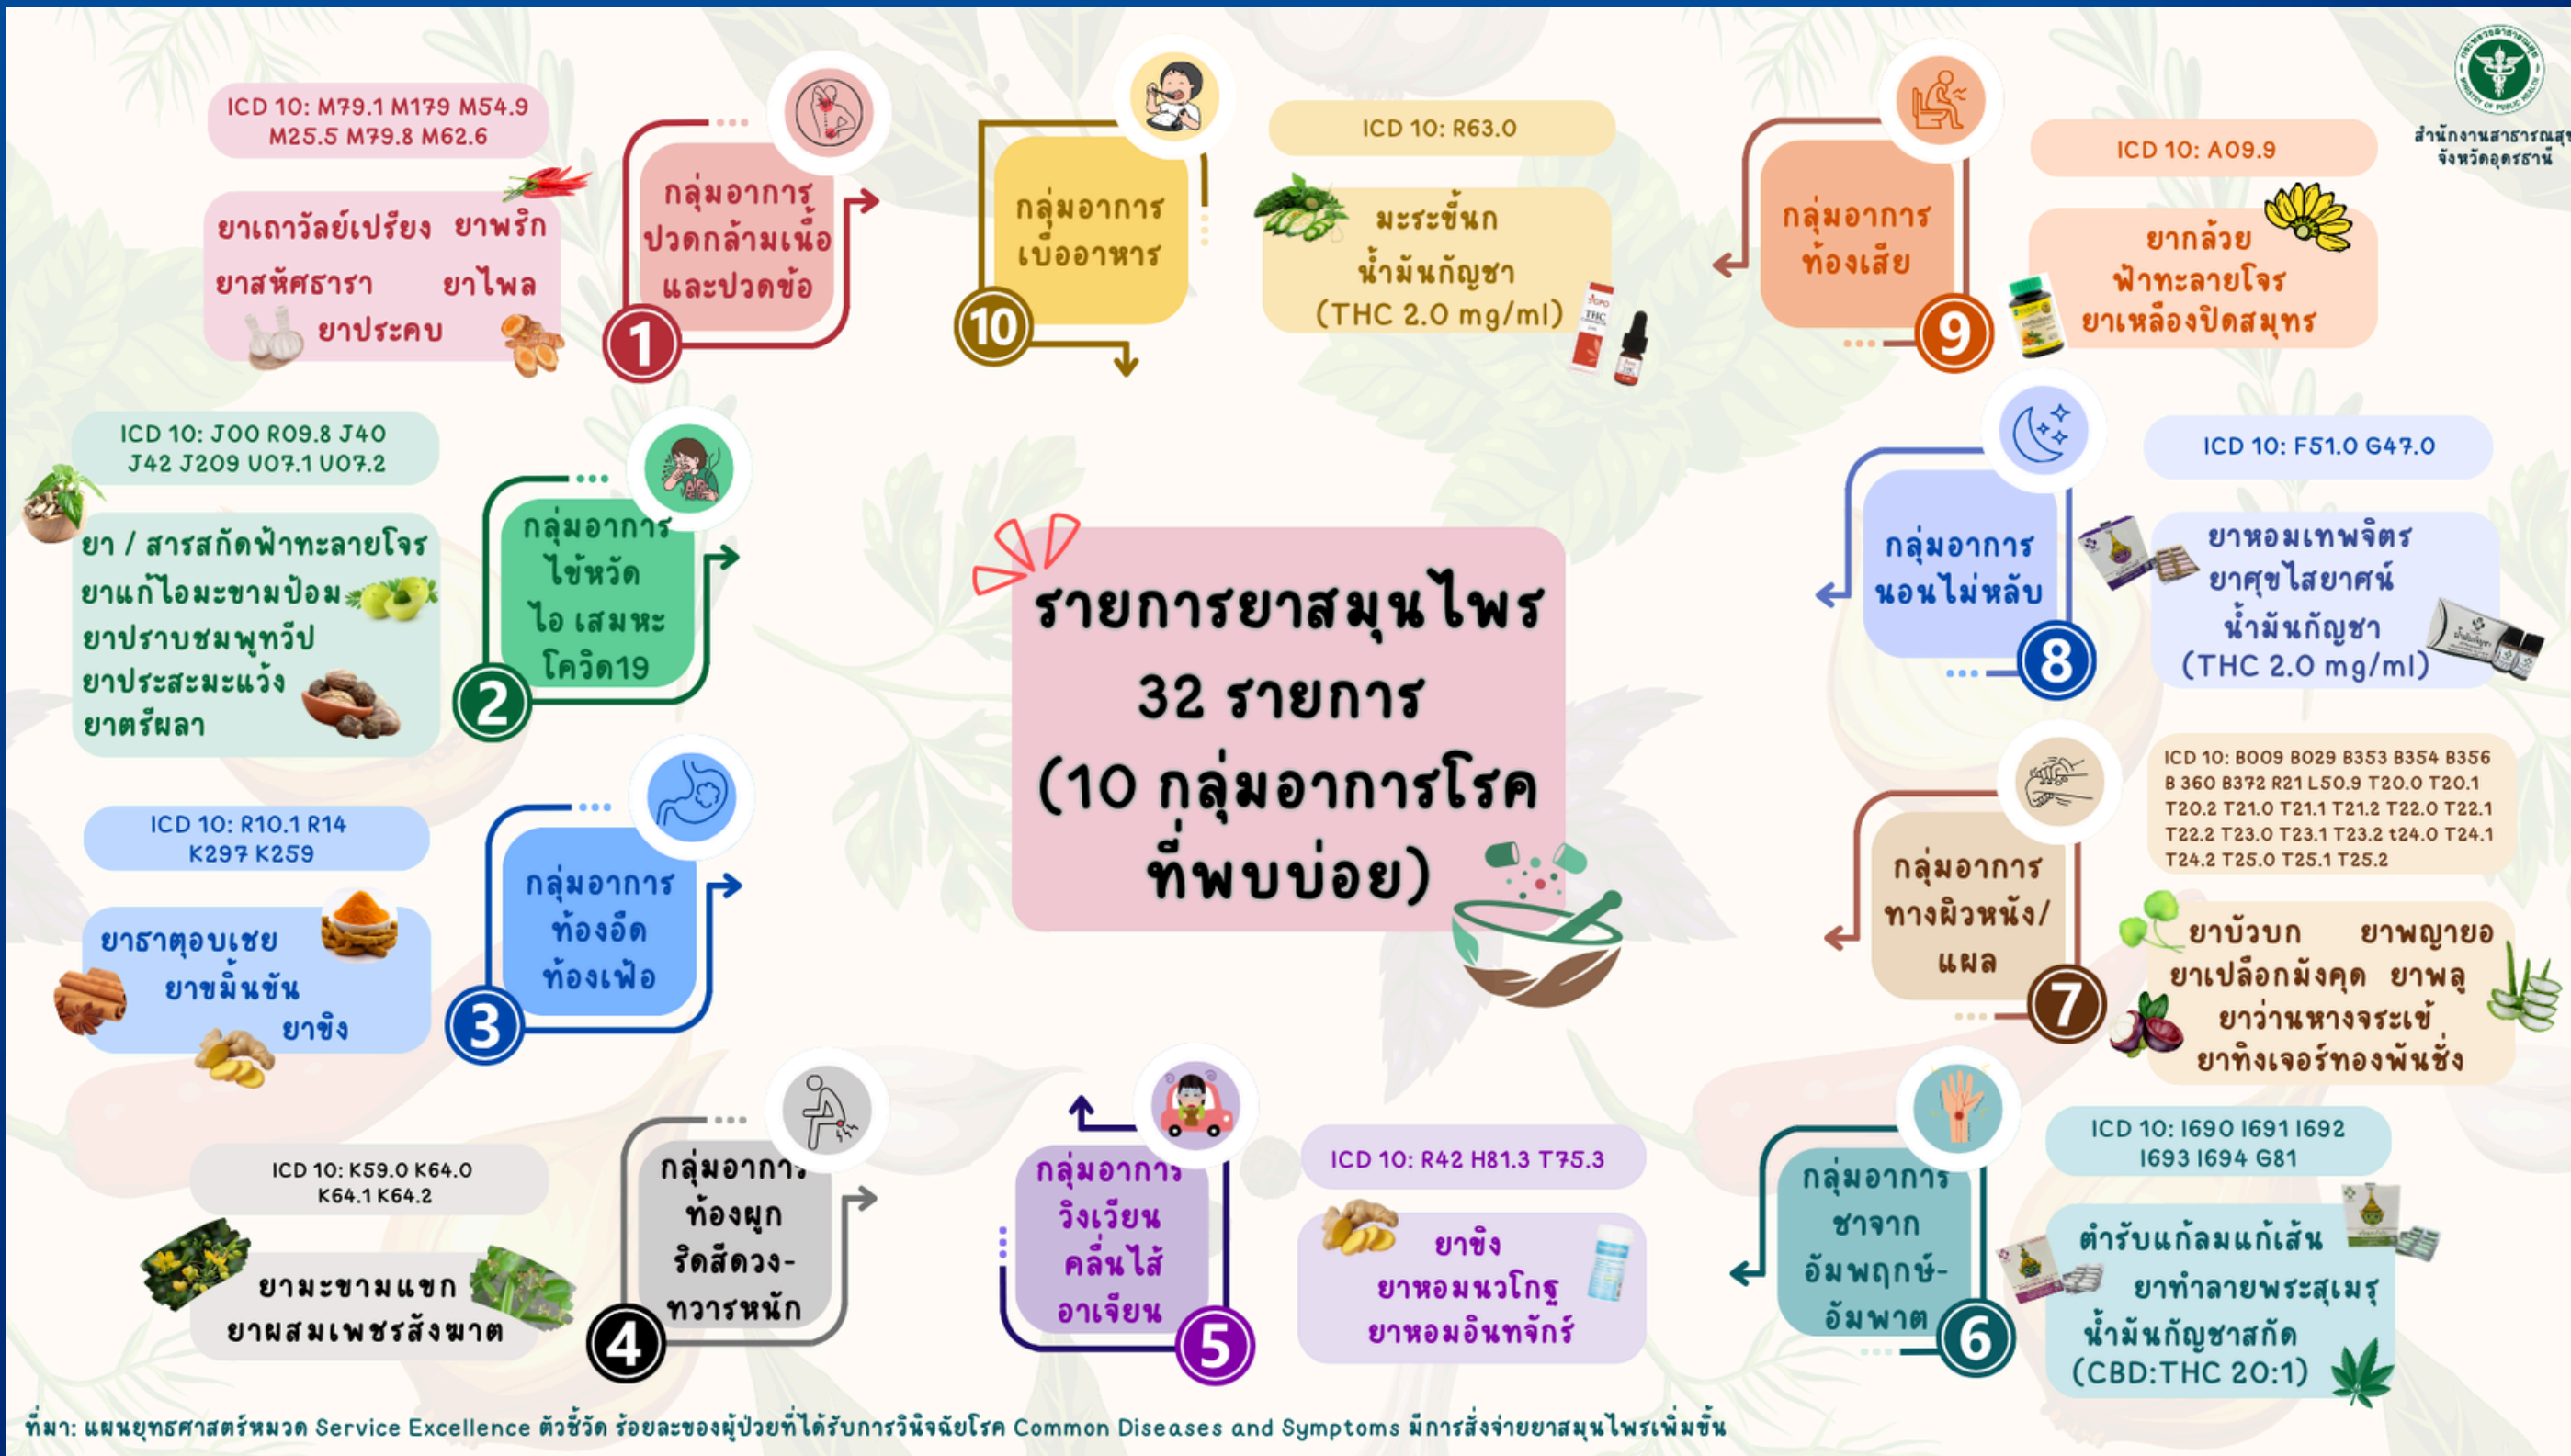 กระทรวงสาธารณสุข
MINISTRY OF PUBLIC HEALTH
สำนักงานสาธารณสุข
จังหวัดอุดรธานี
รายการยาสมุนไพร
32 รายการ
(10 กลุ่มอาการโรค
ที่พบบ่อย)
ICD 10: M79.1 M179 M54.9
M25.5 M79.8 M62.6
ยาเถาวัลย์เปรียง ยาพริก
ยาสหัศธารา ยาไพล
ยาประคบ
กลุ่มอาการ
ปวดกล้ามเนื้อ
และปวดข้อ
1
ICD 10: J00 R09.8 J40
J42 J209 U07.1 U07.2
ยา / สารสกัดฟ้าทะลายโจร
ยาแก้ไอมะขามป้อม
ยาปราบชมพูทวีป
ยาประสะมะแว้ง
ยาตรีผลา
กลุ่มอาการ
ไข้หวัด
ไอ เสมหะ
โควิด19
2
ICD 10: R10.1 R14
K297 K259
ยาธาตุอบเชย
ยาขมิ้นขัน
ยาขิง
กลุ่มอาการ
ท้องอืด
ท้องเฟ้อ
3
ICD 10: K59.0 K64.0
K64.1 K64.2
ยามะขามแขก
ยาผสมเพชรสังฆาต
กลุ่มอาการ
ท้องผูก
ริดสีดวง-
ทวารหนัก
4
กลุ่มอาการ
วิงเวียน
คลื่นไส้
อาเจียน
5
ICD 10: R42 H81.3 T75.3
ยาขิง
ยาหอมนวโกฐ
ยาหอมอินทจักร์
กลุ่มอาการ
ชาจาก
อัมพฤกษ์-
อัมพาต
6
ICD 10: I690 I691 I692
I693 I694 G81
ตำรับแก้ลมแก้เส้น
ยาทำลายพระสุเมรุ
น้ำมันกัญชาสกัด
(CBD:THC 20:1)
กลุ่มอาการ
ทางผิวหนัง/
แผล
7
ICD 10: B009 B029 B353 B354 B356
B 360 B372 R21 L50.9 T20.0 T20.1
T20.2 T21.0 T21.1 T21.2 T22.0 T22.1
T22.2 T23.0 T23.1 T23.2 t24.0 T24.1
T24.2 T25.0 T25.1 T25.2
ยาบัวบก ยาพญายอ
ยาเปลือกมังคุด ยาพลู
ยาว่านหางจระเข้
ยาทิงเจอร์ทองพันชั่ง
กลุ่มอาการ
นอนไม่หลับ
8
ICD 10: F51.0 G47.0
ยาหอมเทพจิตร
ยาศุขไสยาศน์
น้ำมันกัญชา
(THC 2.0 mg/ml)
น้ำมันกัญชา
กลุ่มอาการ
ท้องเสีย
9
ICD 10: A09.9
ยากล้วย
ฟ้าทะลายโจร
ยาเหลืองปิดสมุทร
กลุ่มอาการ
เบื่ออาหาร
10
ICD 10: R63.0
มะระขี้นก
น้ำมันกัญชา
(THC 2.0 mg/ml)
GPO
THC
THC
ที่มา: แผนยุทธศาสตร์หมวด Service Excellence ตัวชี้วัด ร้อยละของผู้ป่วยที่ได้รับการวินิจฉัยโรค Common Diseases and Symptoms มีการสั่งจ่ายยาสมุนไพรเพิ่มขึ้น